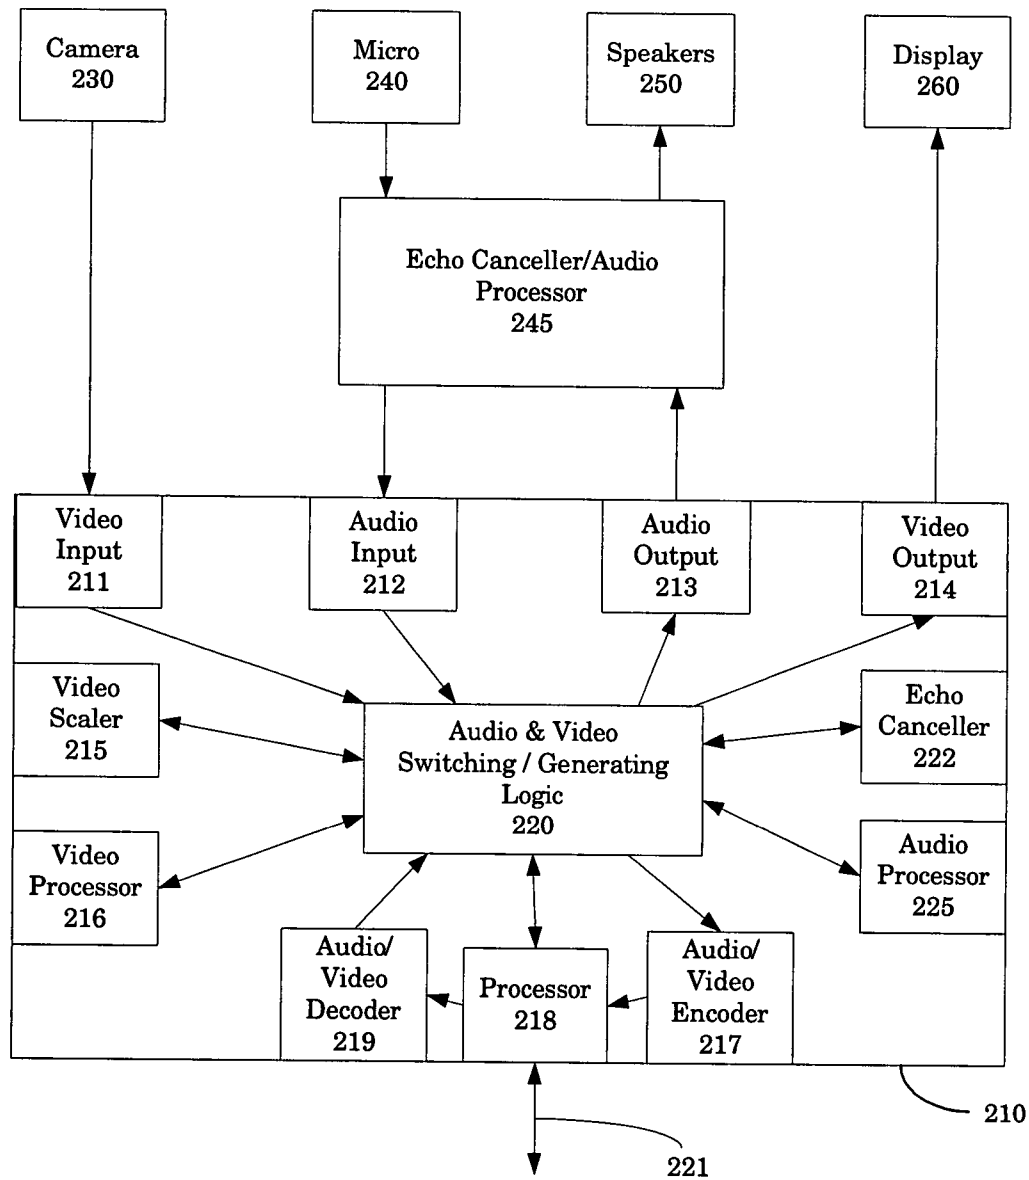 Camera
230
Micro
240
Speakers
250
Display
260
Echo Canceller/Audio
Processor
245
Video
Input
211
Audio
Input
212
Audio
Output
213
Video
Output
214
Video
Scaler
215
Audio & Video
Switching / Generating
Logic
220
Echo
Canceller
222
Video
Processor
216
Audio
Processor
225
Audio/
Video
Decoder
219
Processor
218
Audio/
Video
Encoder
217
210
221